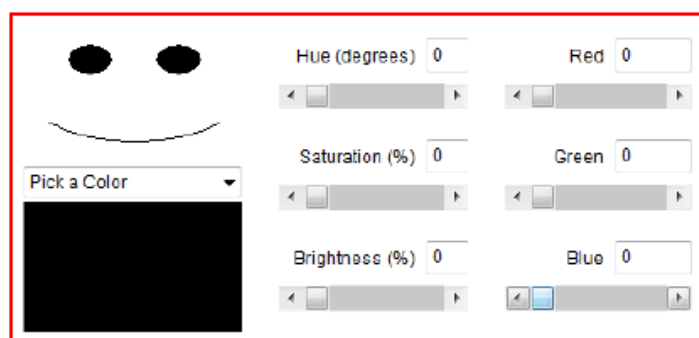 Hue (degrees) 0
Red 0
Saturation (%) 0
Green 0
Pick a Color
Brightness (%) 0
Blue 0